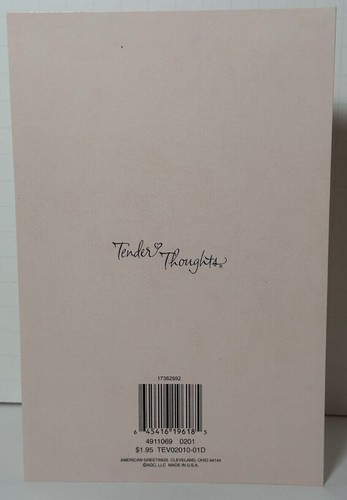 Tender Thoughts®
17362692
6 45416 19618 5
4911069 0201
$1.95 TEV02010-01D
AMERICAN GREETINGS, CLEVELAND, OHIO 44144
©AGC, LLC MADE IN U.S.A.